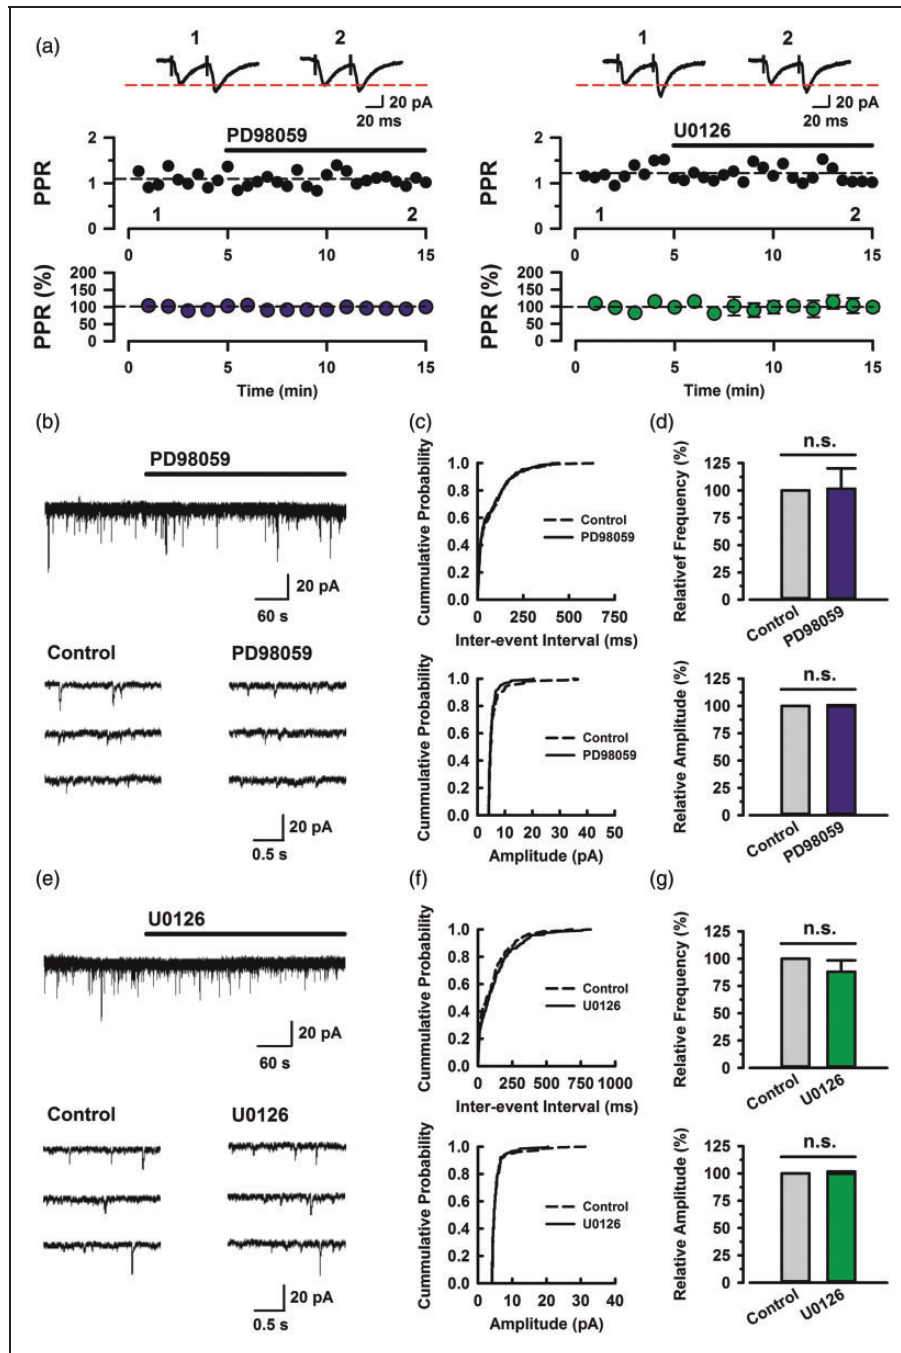 (a)
1 2
20 pA
20 ms
PD98059
PPR
2
1
0
1 2
0 5 10 15
PPR (%)
200
150
100
50
0
0 5 10 15
Time (min)
1 2
20 pA
20 ms
U0126
PPR
2
1
0
1 2
0 5 10 15
PPR (%)
200
150
100
50
0
0 5 10 15
Time (min)
(b)
PD98059
20 pA
60 s
Control PD98059
20 pA
0.5 s
(c)
Cummulative Probability
1.0
0.8
0.6
0.4
0.2
0.0
Control
PD98059
0 250 500 750
Inter-event Interval (ms)
Cummulative Probability
1.0
0.8
0.6
0.4
0.2
0.0
Control
PD98059
0 10 20 30 40 50
Amplitude (pA)
(d)
n.s.
Relativef Frequency (%)
125
100
75
50
25
0
Control
PD98059
n.s.
Relative Amplitude (%)
125
100
75
50
25
0
Control
PD98059
(e)
U0126
20 pA
60 s
Control U0126
20 pA
0.5 s
(f)
Cummulative Probability
1.0
0.8
0.6
0.4
0.2
0.0
Control
U0126
0 250 500 750 1000
Inter-event Interval (ms)
Cummulative Probability
1.0
0.8
0.6
0.4
0.2
0.0
Control
U0126
0 10 20 30 40
Amplitude (pA)
(g)
n.s.
Relative Frequency (%)
125
100
75
50
25
0
Control
U0126
n.s.
Relative Amplitude (%)
125
100
75
50
25
0
Control
U0126